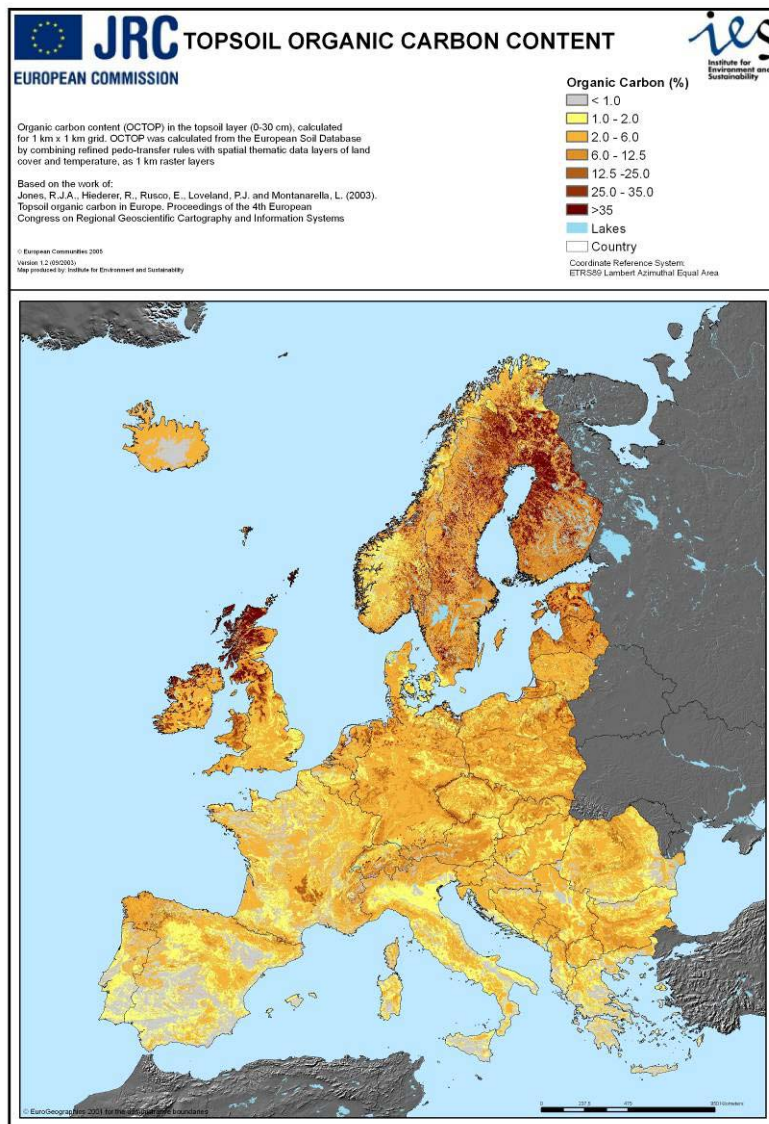 JRC
EUROPEAN COMMISSION
TOPSOIL ORGANIC CARBON CONTENT
ies
Institute for
Environment and
Sustainability
Organic carbon content (OCTOP) in the topsoil layer (0-30 cm), calculated
for 1 km x 1 km grid. OCTOP was calculated from the European Soil Database
by combining refined pedo-transfer rules with spatial thematic data layers of land
cover and temperature, as 1 km raster layers
Based on the work of:
Jones, R.J.A., Hiederer, R., Rusco, E., Loveland, P.J. and Montanarella, L. (2003).
Topsoil organic carbon in Europe. Proceedings of the 4th European
Congress on Regional Geoscientific Cartography and Information Systems
© European Communities 2005
Version 1.2 (09/2003)
Map produced by: Institute for Environment and Sustainability
Organic Carbon (%)
< 1.0
1.0 - 2.0
2.0 - 6.0
6.0 - 12.5
12.5 -25.0
25.0 - 35.0
>35
Lakes
Country
Coordinate Reference System:
ETRS89 Lambert Azimuthal Equal Area
© EuroGeographics 2001 for the administrative boundaries
0 237.5 475 950 Kilometers